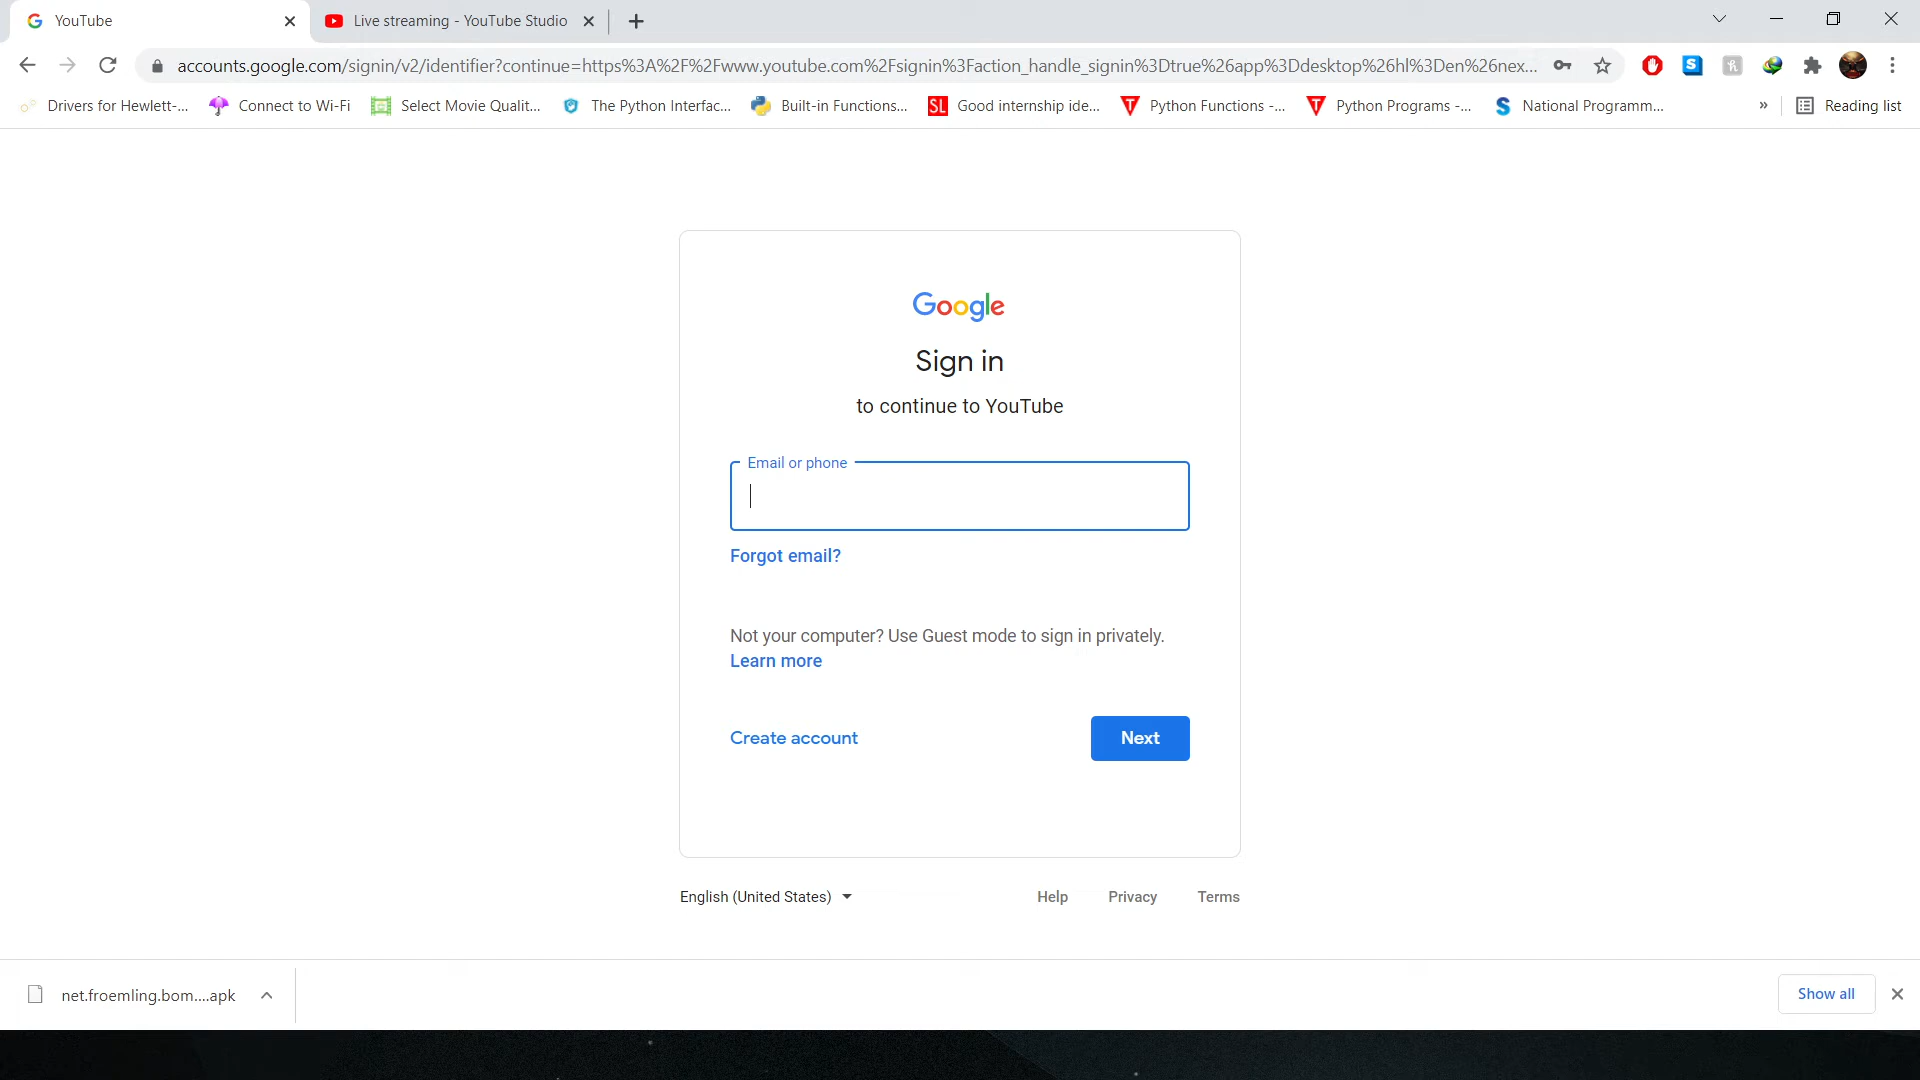 YouTube
Live streaming - YouTube Studio
accounts.google.com/signin/v2/identifier?continue=https%3A%2F%2Fwww.youtube.com%2Fsignin%3Faction_handle_signin%3Dtrue%26app%3Ddesktop%26hl%3Den%26nex...
Drivers for Hewlett-... Connect to Wi-Fi Select Movie Qualit... The Python Interfac... Built-in Functions... SL Good internship ide... Python Functions -... Python Programs -... National Programm... » Reading list
Google
Sign in
to continue to YouTube
Email or phone
Forgot email?
Not your computer? Use Guest mode to sign in privately.
Learn more
Create account Next
English (United States) Help Privacy Terms
net.froemling.bom....apk Show all